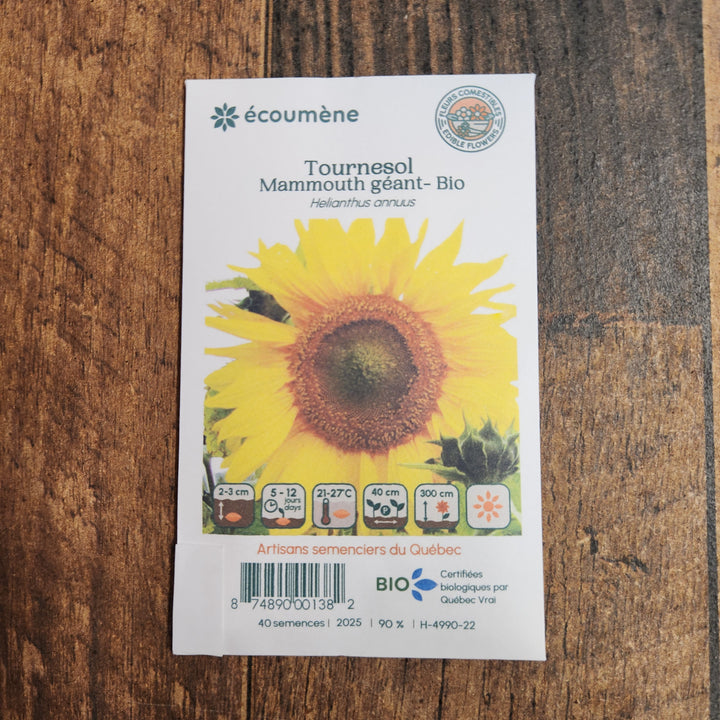 écoumène
FLEURS COMESTIBLES
EDIBLE FLOWERS
Tournesol
Mammouth géant- Bio
Helianthus annuus
2-3 cm
5 - 12
jours
days
21-27°C
40 cm
P
300 cm
Artisans semenciers du Québec
8 74890 00138 2
BIO
Certifiées
biologiques par
Québec Vrai
40 semences | 2025 | 90 % | H-4990-22